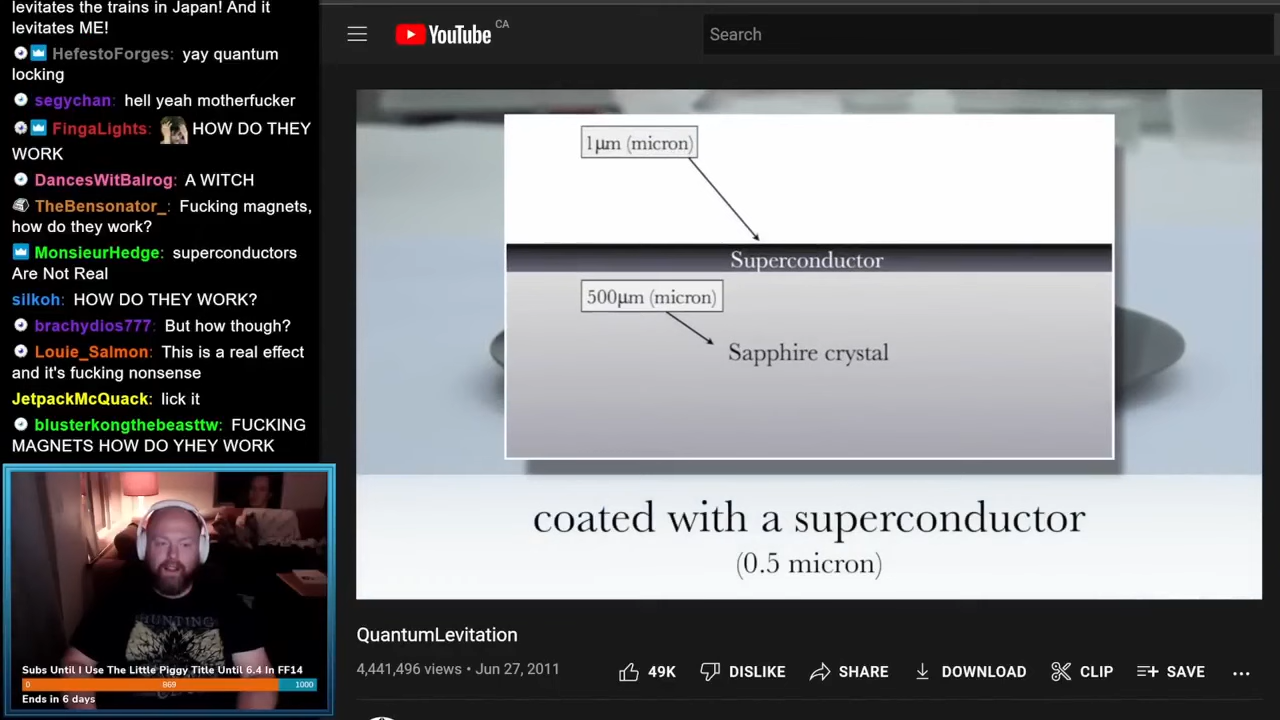 levitates the trains in Japan! And it
levitates ME!
HefestoForges: yay quantum
locking
segychan: hell yeah motherfucker
FingaLights: HOW DO THEY
WORK
DancesWitBalrog: A WITCH
TheBensonator_: Fucking magnets,
how do they work?
MonsieurHedge: superconductors
Are Not Real
silkoh: HOW DO THEY WORK?
brachydios777: But how though?
Louie_Salmon: This is a real effect
and it's fucking nonsense
JetpackMcQuack: lick it
blusterkongthebeasttw: FUCKING
MAGNETS HOW DO YHEY WORK
HUNTING
Subs Until I Use The Little Piggy Title Until 6.4 In FF14
0 869 1000
Ends in 6 days
YouTube CA
Search
1µm (micron)
Superconductor
500µm (micron)
Sapphire crystal
coated with a superconductor
(0.5 micron)
QuantumLevitation
4,441,496 views • Jun 27, 2011
49K DISLIKE SHARE DOWNLOAD CLIP SAVE ...